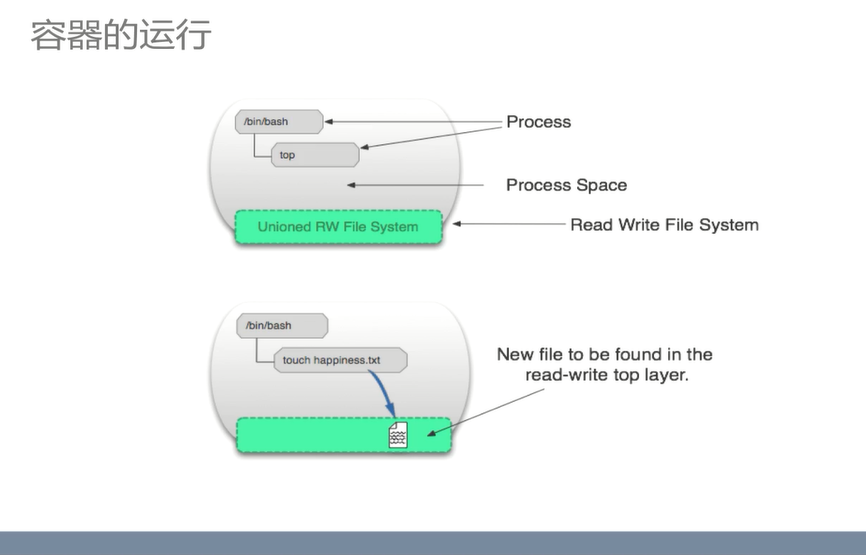 容器的运行
/bin/bash
top
Process
Process Space
Unioned RW File System
Read Write File System
/bin/bash
touch happiness.txt
New file to be found in the
read-write top layer.